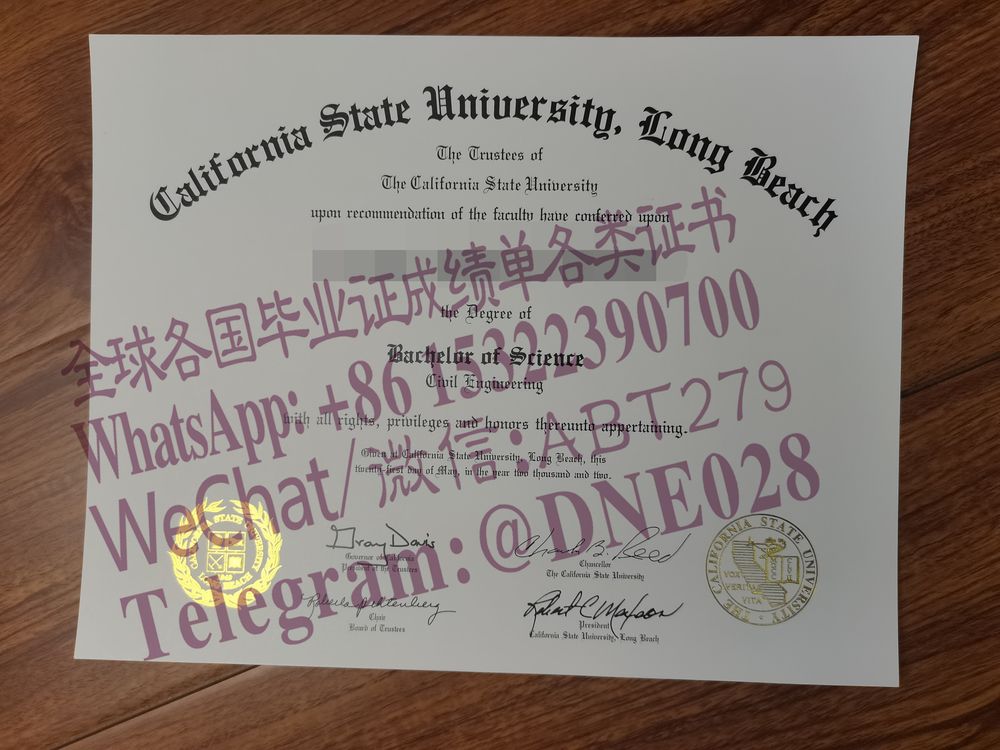 California State University, Long Beach
The Trustees of
The California State University
upon recommendation of the faculty have conferred upon
全球各国毕业证成绩单各类证书
the Degree of
WhatsApp: +86 15322390700
Bachelor of Science
Civil Engineering
with all rights, privileges and honors thereunto appertaining.
WeChat/微信:ABT279
Given at California State University, Long Beach, this
twenty-first day of May, in the year two thousand and two.
Telegram: @DNE028
Gray Davis
Governor of California
President of the Trustees
Charles B. Reed
Chancellor
The California State University
Chair
Board of Trustees
Robert C Maxson
President
California State University, Long Beach
THE CALIFORNIA STATE UNIVERSITY
VOX
VERITAS
VITA